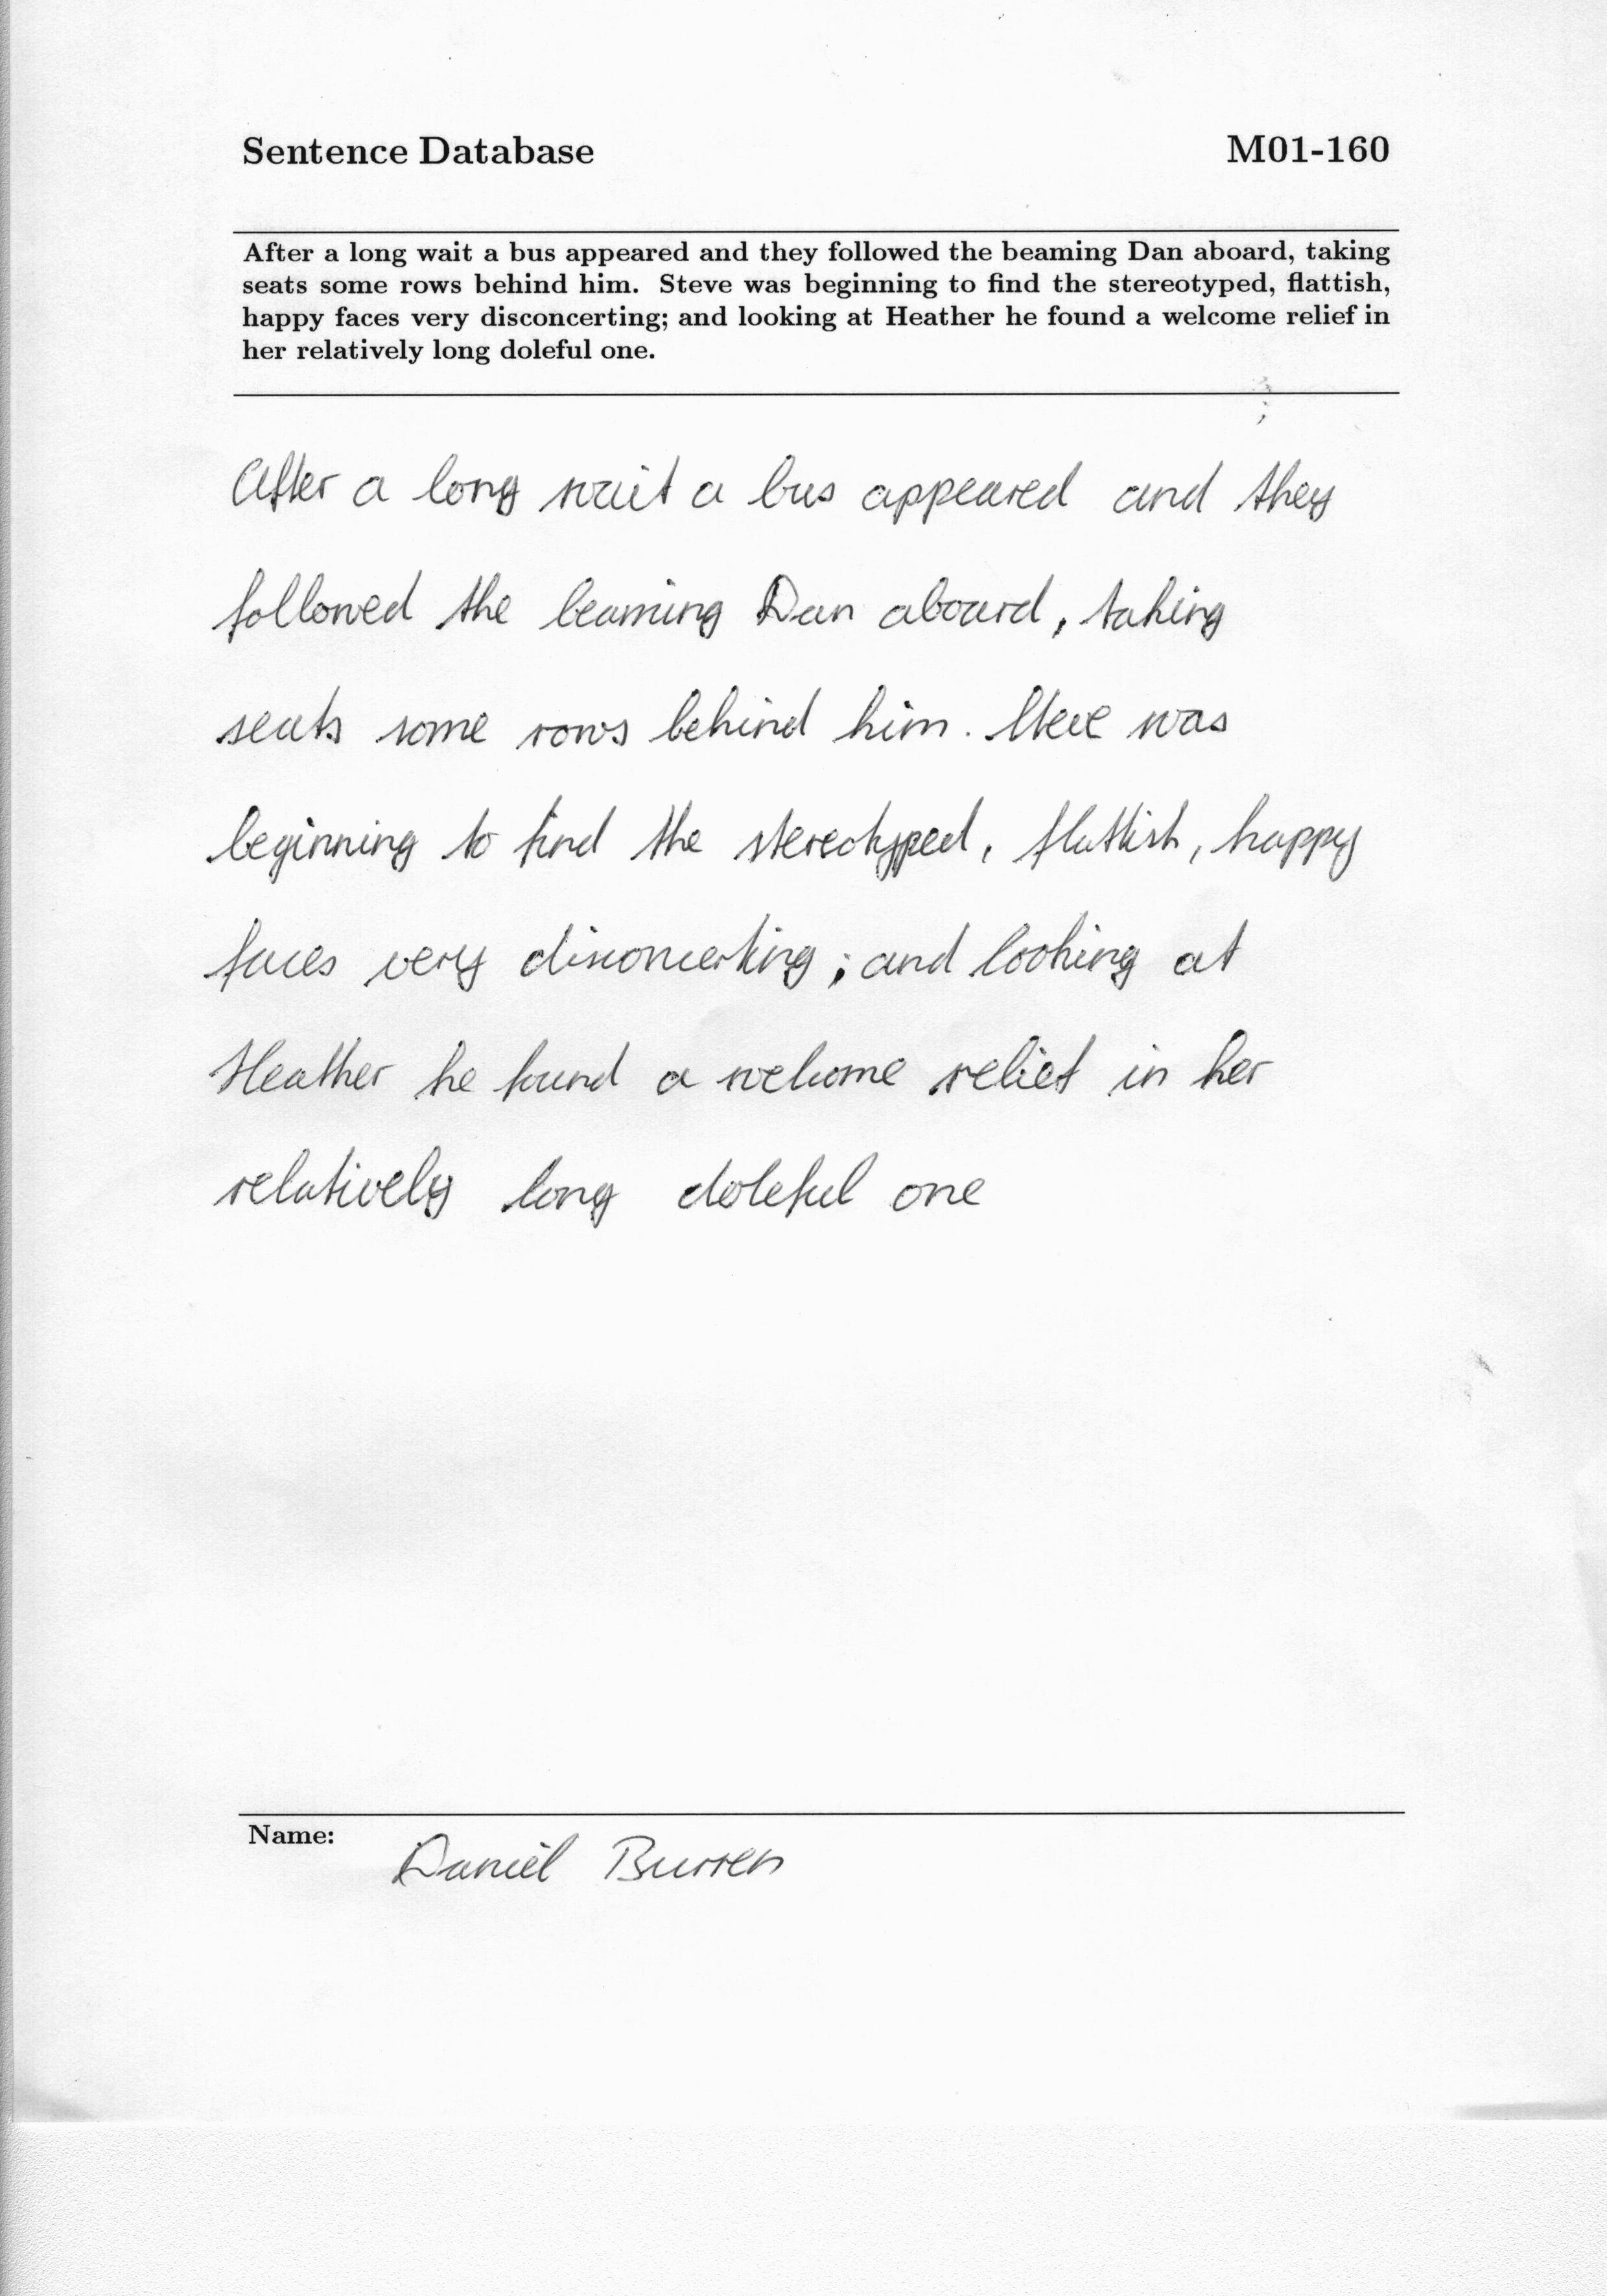 Sentence Database M01-160
After a long wait a bus appeared and they followed the beaming Dan aboard, taking
seats some rows behind him. Steve was beginning to find the stereotyped, flattish,
happy faces very disconcerting; and looking at Heather he found a welcome relief in
her relatively long doleful one.
After a long wait a bus appeared and they
followed the beaming Dan aboard, taking
seats some rows behind him. Steve was
beginning to find the stereotyped, flattish, happy
faces very disconcerting; and looking at
Heather he found a welcome relief in her
relatively long doleful one
Name: Daniel Burren